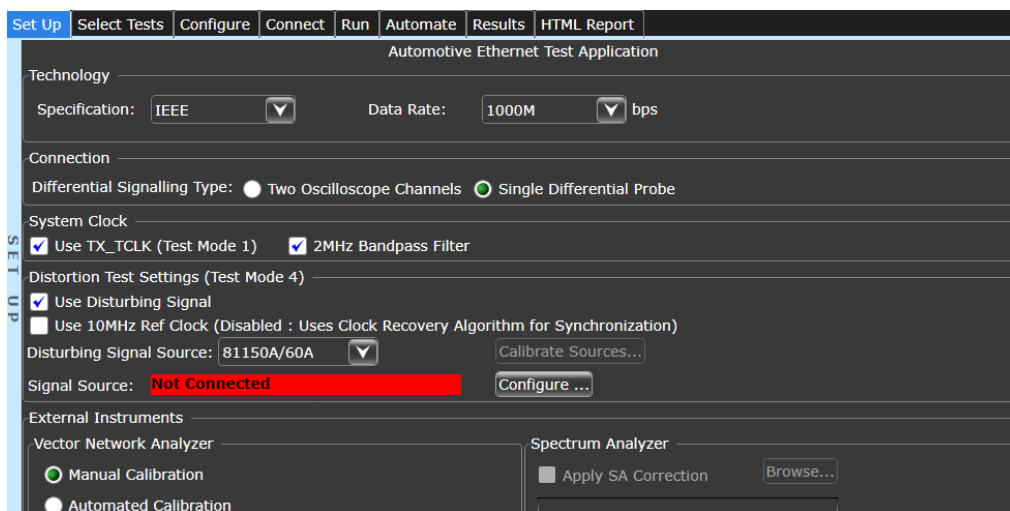 Set Up Select Tests Configure Connect Run Automate Results HTML Report
Automotive Ethernet Test Application
Technology
Specification: IEEE Data Rate: 1000M bps
Connection
Differential Signalling Type: Two Oscilloscope Channels Single Differential Probe
System Clock
Use TX_TCLK (Test Mode 1) 2MHz Bandpass Filter
SET UP
Distortion Test Settings (Test Mode 4)
Use Disturbing Signal
Use 10MHz Ref Clock (Disabled : Uses Clock Recovery Algorithm for Synchronization)
Disturbing Signal Source: 81150A/60A Calibrate Sources...
Signal Source: Not Connected Configure ...
External Instruments
Vector Network Analyzer Spectrum Analyzer
Manual Calibration Apply SA Correction Browse...
Automated Calibration